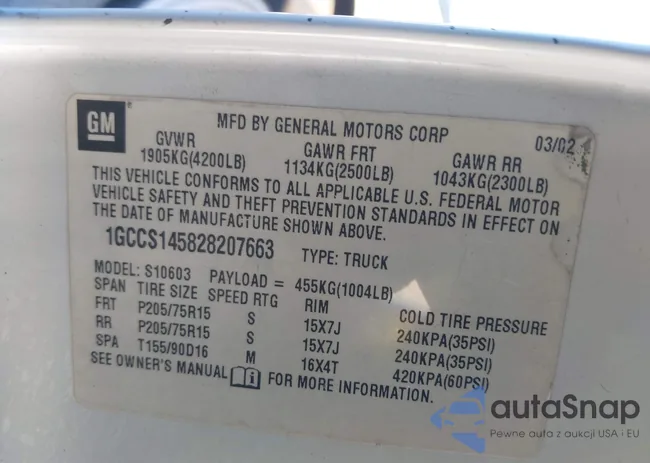 GM
MFD BY GENERAL MOTORS CORP 03/02
GVWR GAWR FRT GAWR RR
1905KG(4200LB) 1134KG(2500LB) 1043KG(2300LB)
THIS VEHICLE CONFORMS TO ALL APPLICABLE U.S. FEDERAL MOTOR
VEHICLE SAFETY AND THEFT PREVENTION STANDARDS IN EFFECT ON
THE DATE OF MANUFACTURE SHOWN ABOVE.
1GCCS145828207663 TYPE: TRUCK
MODEL: S10603 PAYLOAD = 455KG(1004LB)
SPAN TIRE SIZE SPEED RTG RIM COLD TIRE PRESSURE
FRT P205/75R15 S 15X7J 240KPA(35PSI)
RR P205/75R15 S 15X7J 240KPA(35PSI)
SPA T155/90D16 M 16X4T 420KPA(60PSI)
SEE OWNER'S MANUAL FOR MORE INFORMATION.
autaSnap
Pewne auta z aukcji USA i EU